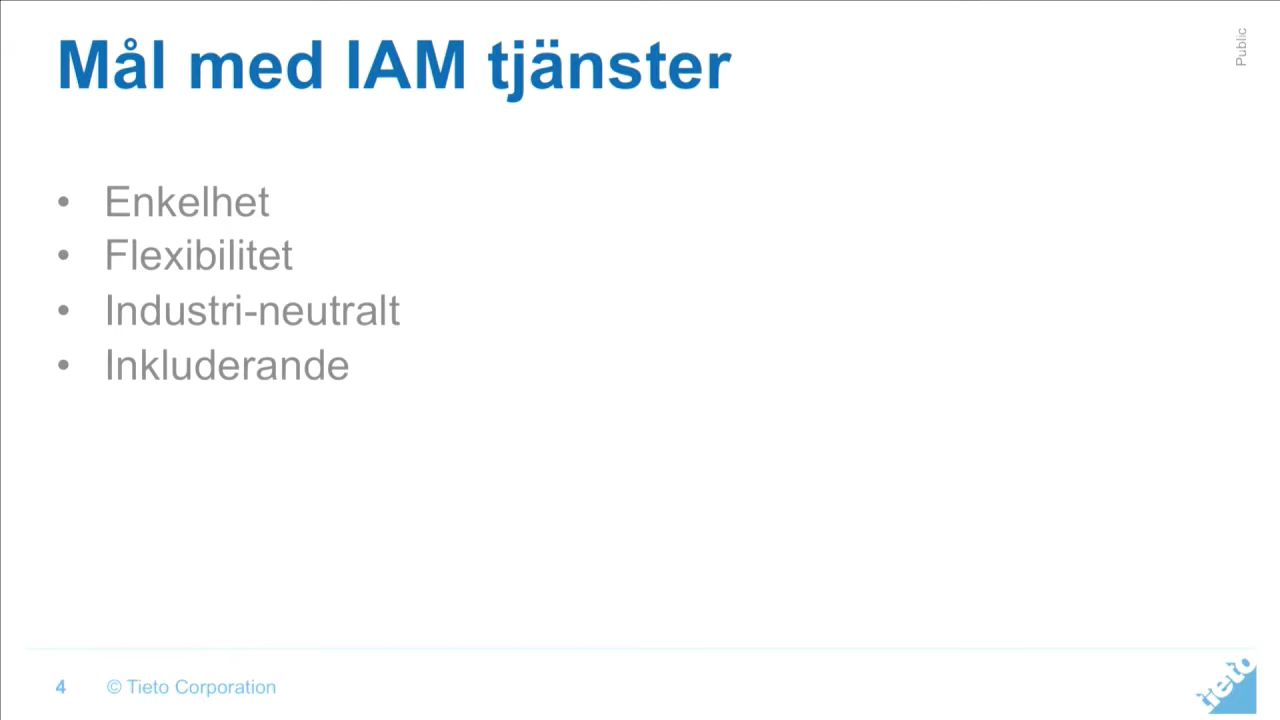 Mål med IAM tjänster
Public
• Enkelhet
• Flexibilitet
• Industri-neutralt
• Inkluderande
4 © Tieto Corporation
tieto